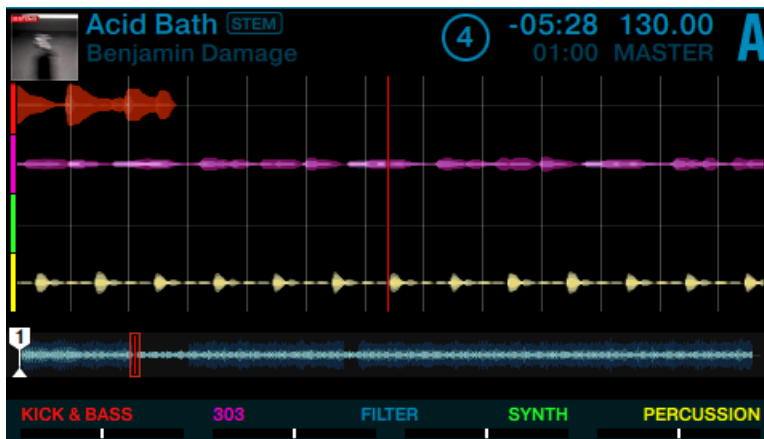 Acid Bath STEM
Benjamin Damage
4
-05:28 130.00
01:00 MASTER
A
1
KICK & BASS 303 FILTER SYNTH PERCUSSION